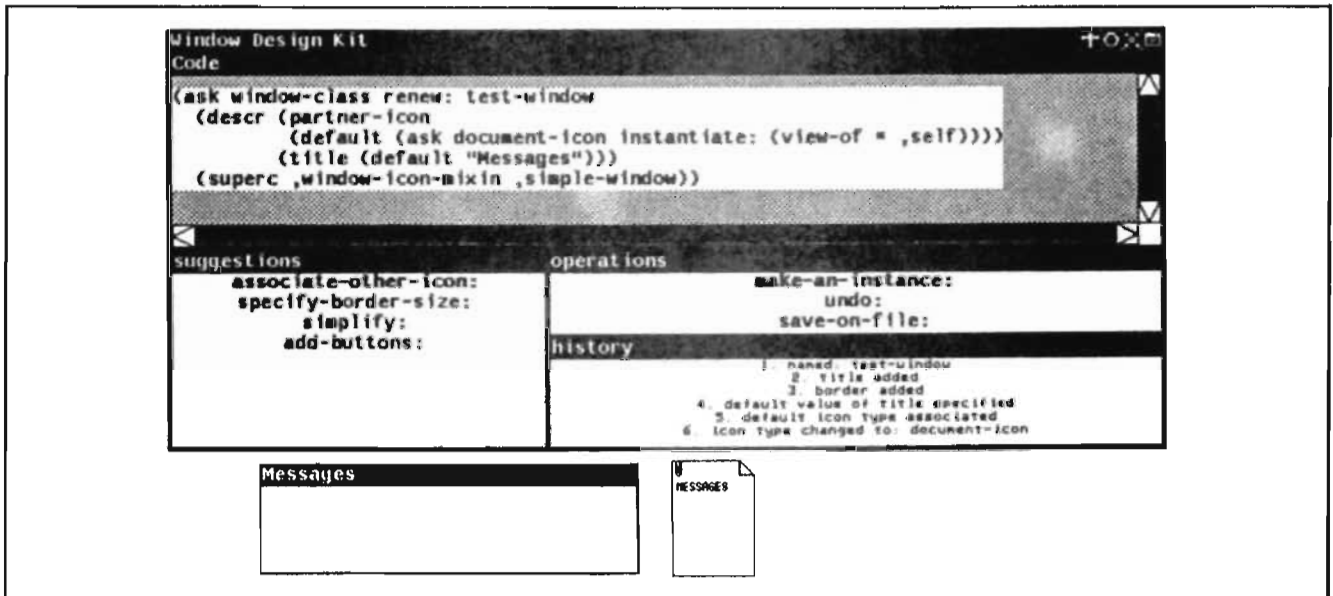 Window Design Kit
Code
(ask window-class renew: test-window
(descr (partner-icon
(default (ask document-icon instantiate: (view-of = ,self))))
(title (default "Messages")))
(superc ,window-icon-mixin ,simple-window))
suggestions
associate-other-icon:
specify-border-size:
simplify:
add-buttons:
operations
make-an-instance:
undo:
save-on-file:
history
1. named: test-window
2. Title added
3. border added
4. default value of title specified
5. default icon type associated
6. icon type changed to: document-icon
Messages
MESSAGES